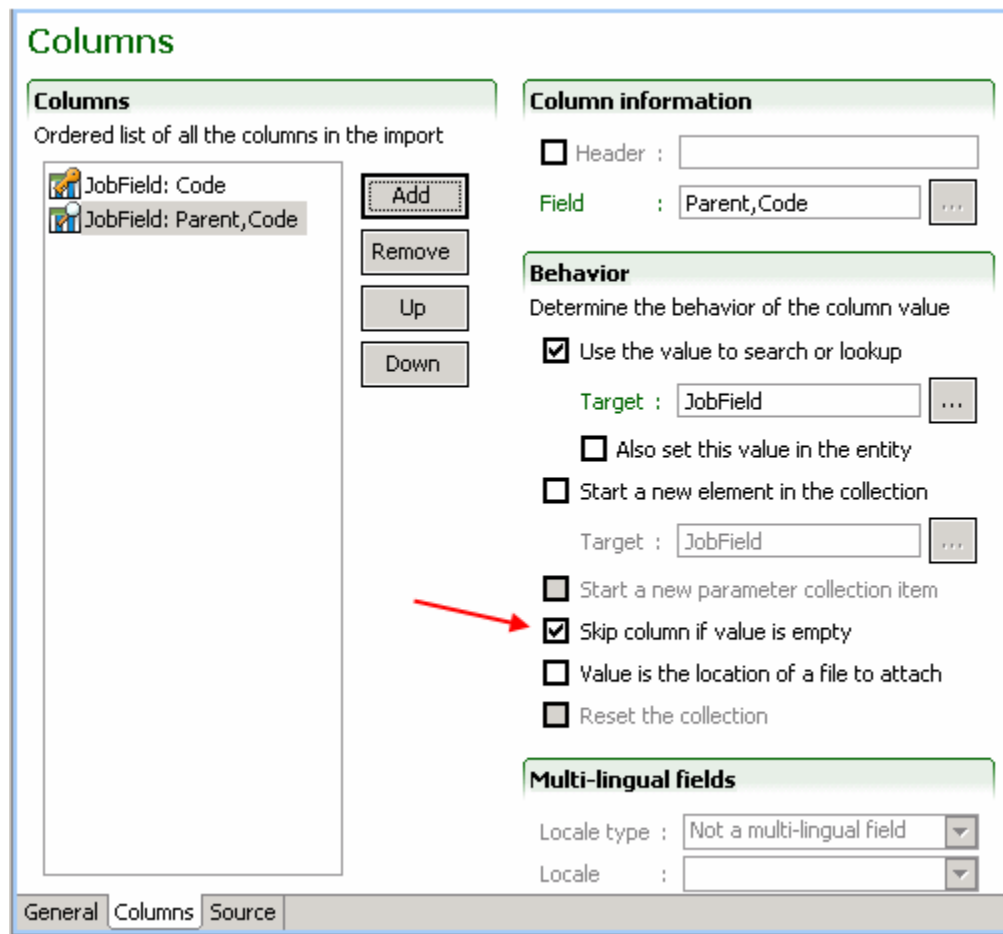 Columns
Columns
Ordered list of all the columns in the import
JobField: Code
JobField: Parent,Code
Add
Remove
Up
Down
Column information
Header :
Field : Parent,Code ...
Behavior
Determine the behavior of the column value
Use the value to search or lookup
Target : JobField ...
Also set this value in the entity
Start a new element in the collection
Target : JobField ...
Start a new parameter collection item
Skip column if value is empty
Value is the location of a file to attach
Reset the collection
Multi-lingual fields
Locale type : Not a multi-lingual field
Locale :
General Columns Source